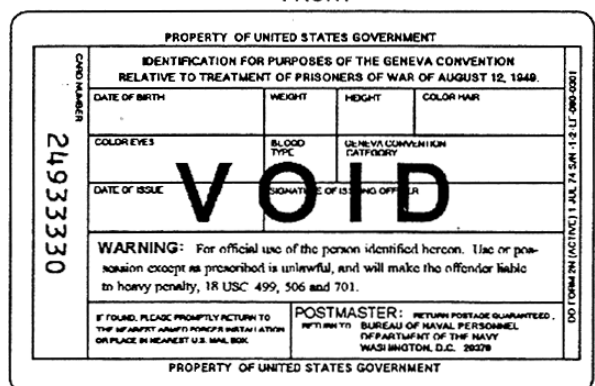 FRONT
PROPERTY OF UNITED STATES GOVERNMENT
IDENTIFICATION FOR PURPOSES OF THE GENEVA CONVENTION
RELATIVE TO TREATMENT OF PRISONERS OF WAR OF AUGUST 12, 1949.
CARD NUMBER
24933330
DATE OF BIRTH WEIGHT HEIGHT COLOR HAIR
COLOR EYES BLOOD TYPE GENEVA CONVENTION CATEGORY
VOID
DATE OF ISSUE SIGNATURE OF ISSUING OFFICER
WARNING: For official use of the person identified hereon. Use or pos-
session except as prescribed is unlawful, and will make the offender liable
to heavy penalty, 18 USC 499, 506 and 701.
IF FOUND, PLEASE PROMPTLY RETURN TO
THE NEAREST ARMED FORCES INSTALLATION
OR PLACE IN NEAREST U.S. MAIL BOX.
POSTMASTER: RETURN POSTAGE GUARANTEED,
RETURN TO BUREAU OF NAVAL PERSONNEL
DEPARTMENT OF THE NAVY
WASHINGTON, D.C. 20370
DD FORM 2N (ACTIVE) 1 JUL 74 S/N-1-2-LF-080-0301
PROPERTY OF UNITED STATES GOVERNMENT